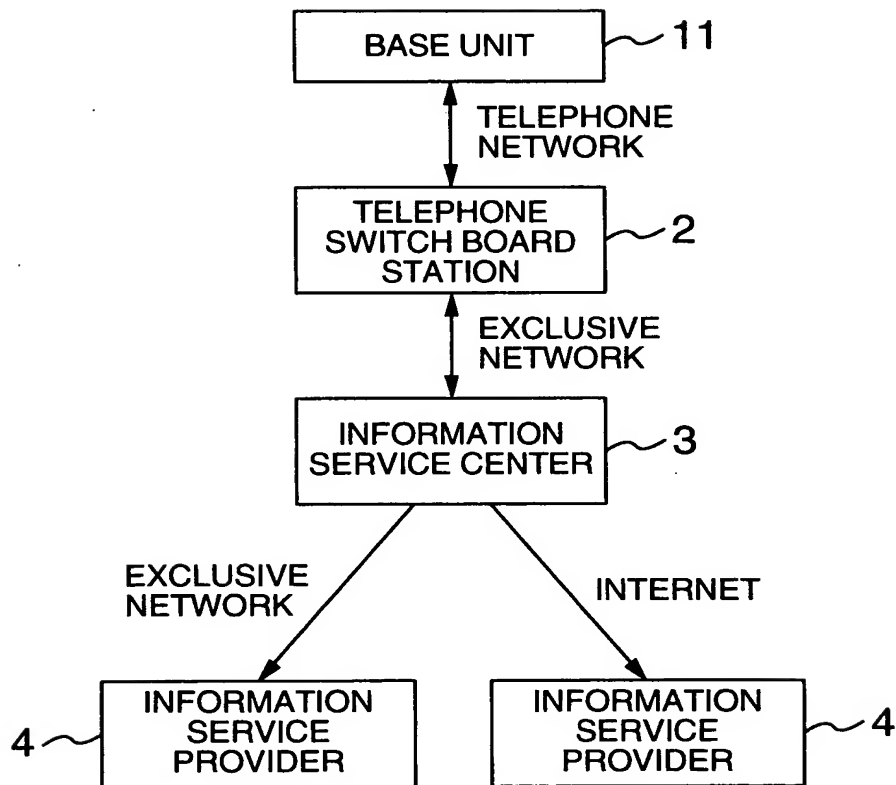 BASE UNIT
11
TELEPHONE
NETWORK
TELEPHONE
SWITCH BOARD
STATION
2
EXCLUSIVE
NETWORK
INFORMATION
SERVICE CENTER
3
EXCLUSIVE
NETWORK
INTERNET
INFORMATION
SERVICE
PROVIDER
4
INFORMATION
SERVICE
PROVIDER
4